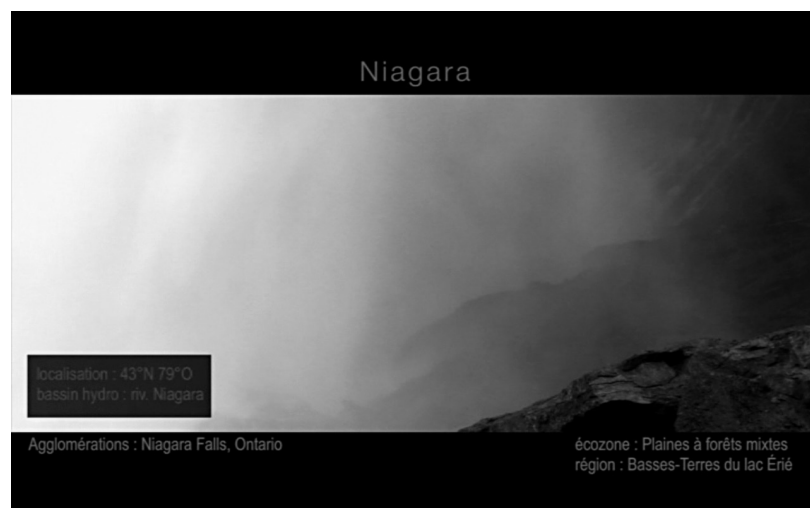 Niagara
localisation : 43°N 79°O
bassin hydro : riv. Niagara
Agglomérations : Niagara Falls, Ontario
écozone : Plaines à forêts mixtes
région : Basses-Terres du lac Érié